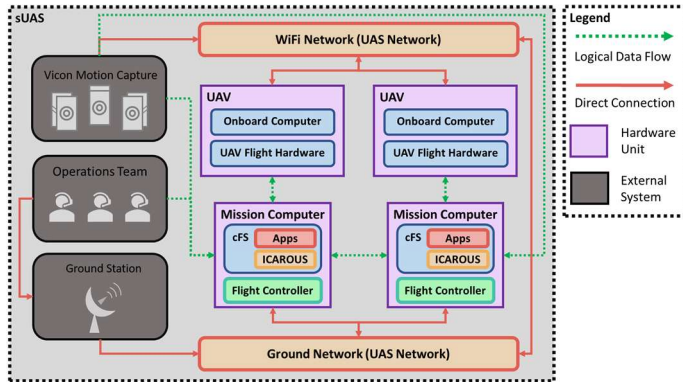 sUAS
WiFi Network (UAS Network)
Vicon Motion Capture
Operations Team
Ground Station
UAV
Onboard Computer
UAV Flight Hardware
UAV
Onboard Computer
UAV Flight Hardware
Mission Computer
cFS
Apps
ICAROUS
Flight Controller
Mission Computer
cFS
Apps
ICAROUS
Flight Controller
Ground Network (UAS Network)
Legend
Logical Data Flow
Direct Connection
Hardware
Unit
External
System